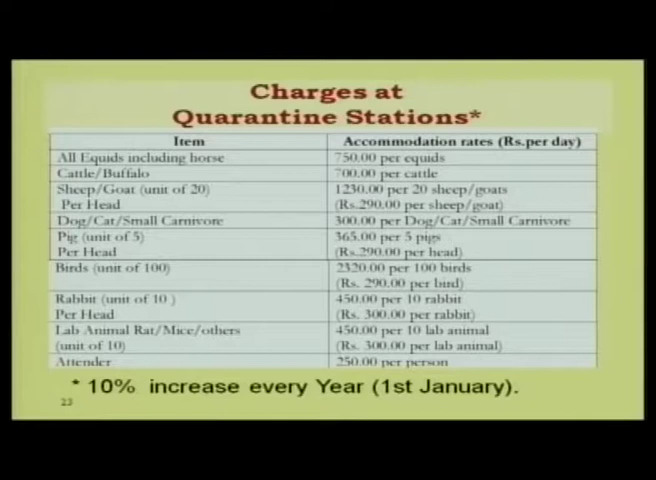 Charges at
Quarantine Stations*
Item Accommodation rates (Rs.per day)
All Equids including horse 750.00 per equids
Cattle/Buffalo 700.00 per cattle
Sheep/Goat (unit of 20) 1230.00 per 20 sheep/goats
Per Head (Rs.290.00 per sheep/goat)
Dog/Cat/Small Carnivore 300.00 per Dog/Cat/Small Carnivore
Pig (unit of 5) 365.00 per 5 pigs
Per Head (Rs.290.00 per head)
Birds (unit of 100) 2320.00 per 100 birds
(Rs. 290.00 per bird)
Rabbit (unit of 10 ) 450.00 per 10 rabbit
Per Head (Rs. 300.00 per rabbit)
Lab Animal Rat/Mice/others 450.00 per 10 lab animal
(unit of 10) (Rs. 300.00 per lab animal)
Attender 250.00 per person
* 10% increase every Year (1st January).
23